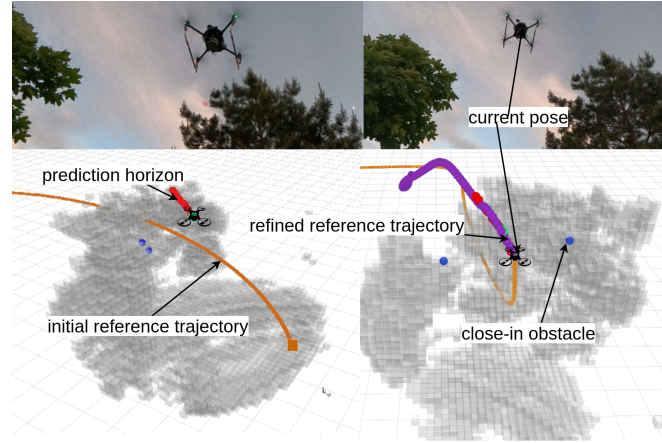 current pose
prediction horizon
refined reference trajectory
initial reference trajectory
close-in obstacle